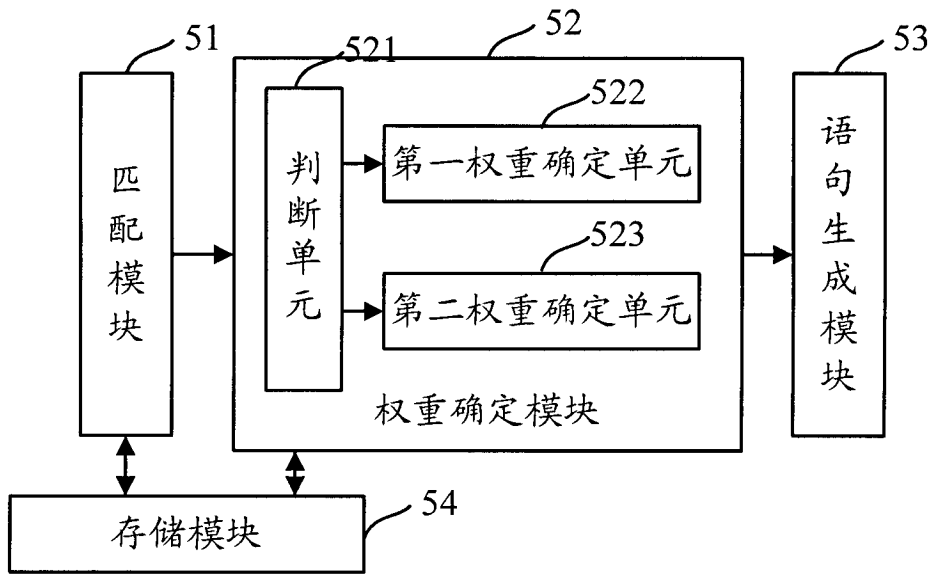 51
52
53
521
522
523
匹配模块
判断单元
第一权重确定单元
第二权重确定单元
权重确定模块
语句生成模块
存储模块
54